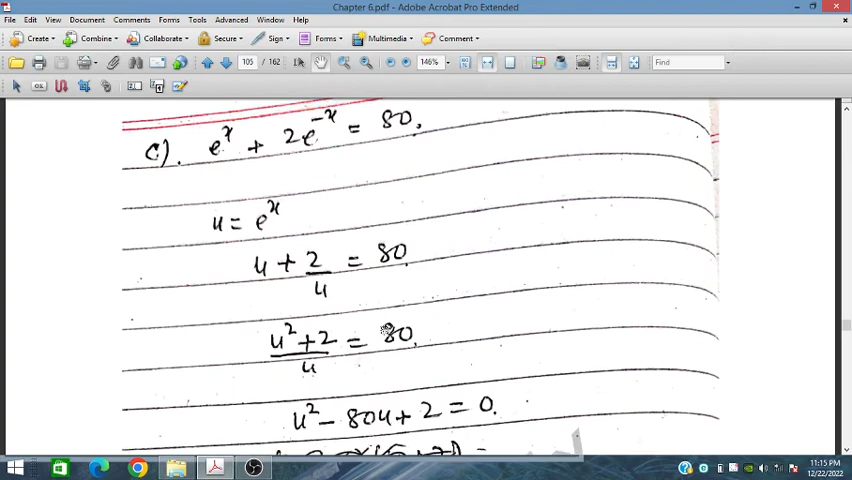 Chapter 6.pdf - Adobe Acrobat Pro Extended
File Edit View Document Comments Forms Tools Advanced Window Help
Create Combine Collaborate Secure Sign Forms Multimedia Comment
105 / 162 146% Find
c). e^x + 2e^-x = 80.
u = e^x
u + 2/u = 80.
u^2 + 2/u = 80.
u^2 - 80u + 2 = 0.
11:15 PM
12/22/2022